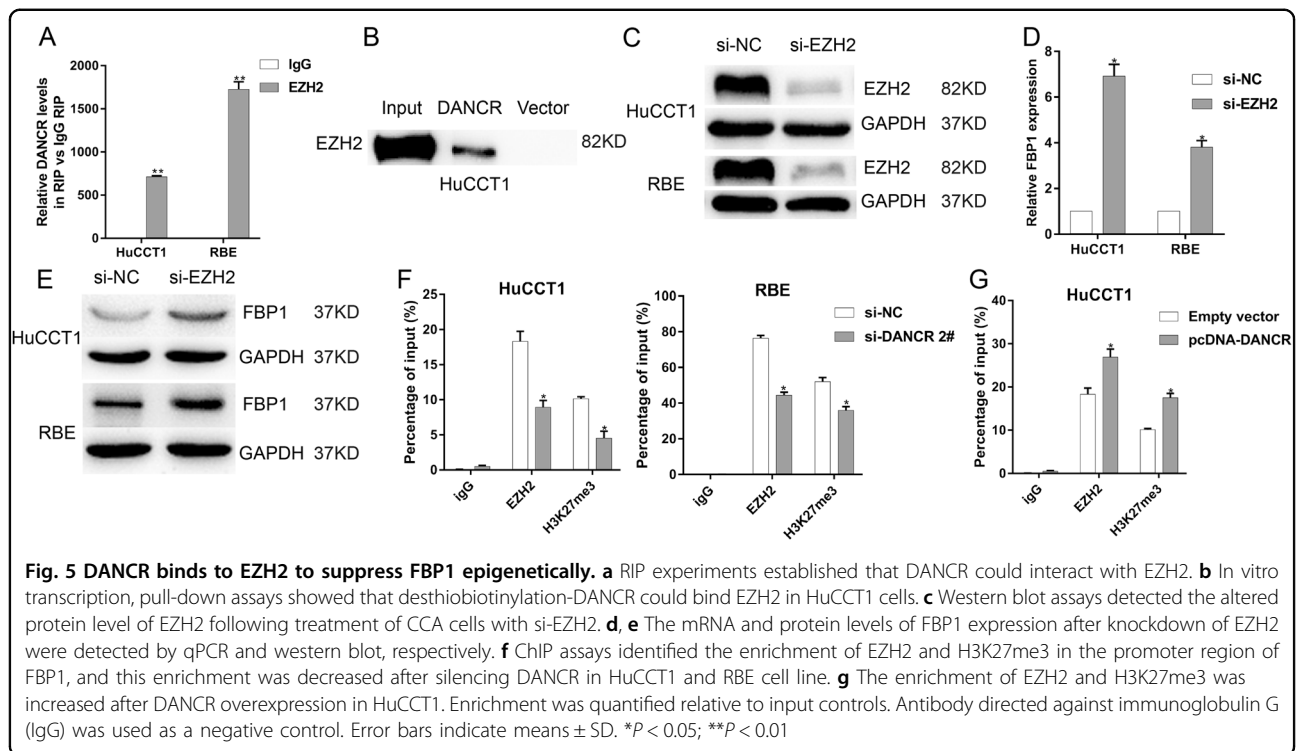 A
Relative DANCR levels
in RIP vs IgG RIP
2000
1500
1000
500
0
**
**
IgG
EZH2
HuCCT1
RBE
B
Input DANCR Vector
EZH2
82KD
HuCCT1
C
si-NC si-EZH2
HuCCT1
EZH2 82KD
GAPDH 37KD
RBE
EZH2 82KD
GAPDH 37KD
D
Relative FBP1 expression
8
6
4
2
0
*
*
si-NC
si-EZH2
HuCCT1
RBE
E
si-NC si-EZH2
HuCCT1
FBP1 37KD
GAPDH 37KD
RBE
FBP1 37KD
GAPDH 37KD
F
HuCCT1
Percentage of input (%)
25
20
15
10
5
0
*
*
igG
EZH2
H3K27me3
RBE
Percentage of input (%)
100
80
60
40
20
0
*
*
si-NC
si-DANCR 2#
igG
EZH2
H3K27me3
G
HuCCT1
Percentage of input (%)
40
30
20
10
0
*
*
Empty vector
pcDNA-DANCR
IgG
EZH2
H3K27me3
Fig. 5 DANCR binds to EZH2 to suppress FBP1 epigenetically. a RIP experiments established that DANCR could interact with EZH2. b In vitro
transcription, pull-down assays showed that desthiobiotinylation-DANCR could bind EZH2 in HuCCT1 cells. c Western blot assays detected the altered
protein level of EZH2 following treatment of CCA cells with si-EZH2. d, e The mRNA and protein levels of FBP1 expression after knockdown of EZH2
were detected by qPCR and western blot, respectively. f ChIP assays identified the enrichment of EZH2 and H3K27me3 in the promoter region of
FBP1, and this enrichment was decreased after silencing DANCR in HuCCT1 and RBE cell line. g The enrichment of EZH2 and H3K27me3 was
increased after DANCR overexpression in HuCCT1. Enrichment was quantified relative to input controls. Antibody directed against immunoglobulin G
(IgG) was used as a negative control. Error bars indicate means ± SD. *P < 0.05; **P < 0.01